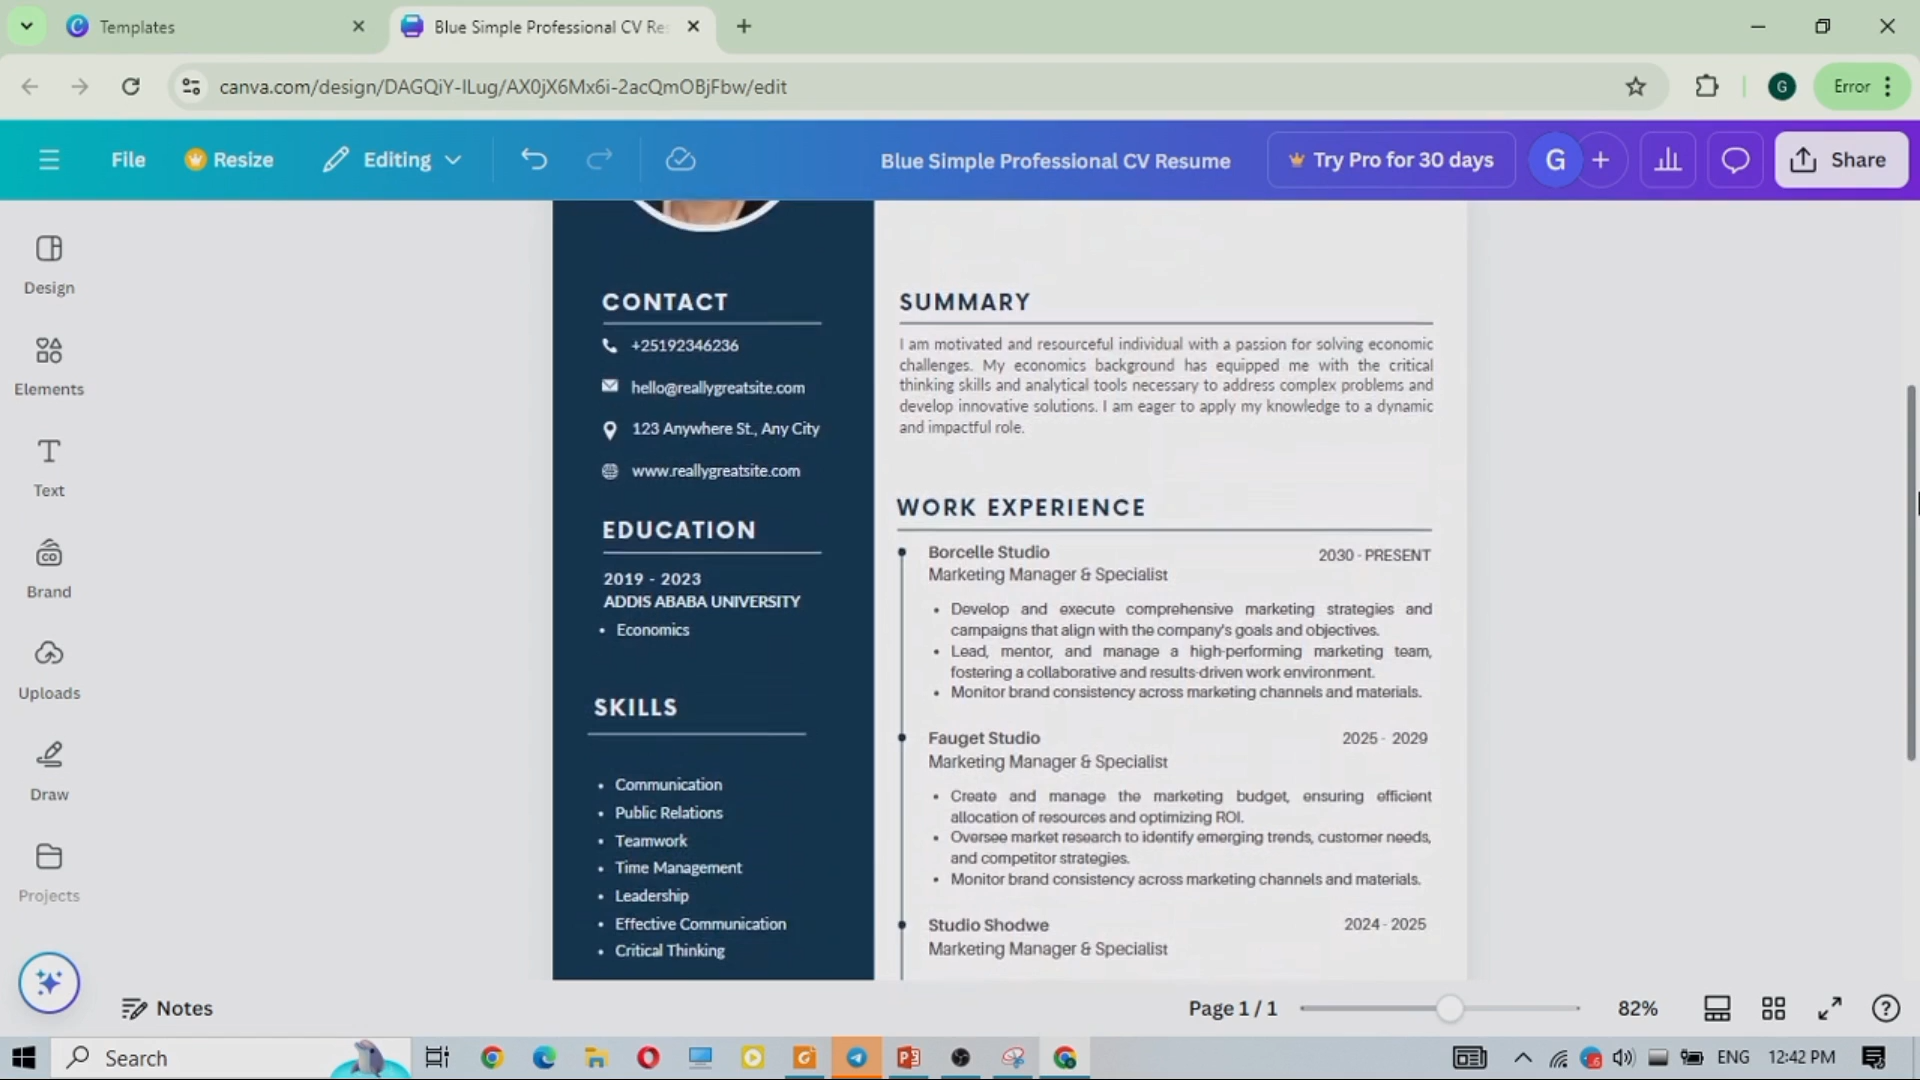 Templates
Blue Simple Professional CV Re
canva.com/design/DAGQiY-ILug/AX0jX6Mx6i-2acQmOBjFbw/edit
G
Error
File
Resize
Editing
Blue Simple Professional CV Resume
Try Pro for 30 days
G
Share
Design
Elements
Text
Brand
Uploads
Draw
Projects
CONTACT
+25192346236
hello@reallygreatsite.com
123 Anywhere St., Any City
www.reallygreatsite.com
EDUCATION
2019 - 2023
ADDIS ABABA UNIVERSITY
• Economics
SKILLS
• Communication
• Public Relations
• Teamwork
• Time Management
• Leadership
• Effective Communication
• Critical Thinking
SUMMARY
I am motivated and resourceful individual with a passion for solving economic
challenges. My economics background has equipped me with the critical
thinking skills and analytical tools necessary to address complex problems and
develop innovative solutions. I am eager to apply my knowledge to a dynamic
and impactful role.
WORK EXPERIENCE
Borcelle Studio
2030 - PRESENT
Marketing Manager & Specialist
• Develop and execute comprehensive marketing strategies and
campaigns that align with the company's goals and objectives.
• Lead, mentor, and manage a high-performing marketing team,
fostering a collaborative and results-driven work environment.
• Monitor brand consistency across marketing channels and materials.
Fauget Studio
2025 - 2029
Marketing Manager & Specialist
• Create and manage the marketing budget, ensuring efficient
allocation of resources and optimizing ROI.
• Oversee market research to identify emerging trends, customer needs,
and competitor strategies.
• Monitor brand consistency across marketing channels and materials.
Studio Shodwe
2024 - 2025
Marketing Manager & Specialist
Notes
Page 1 / 1
82%
Search
ENG
12:42 PM